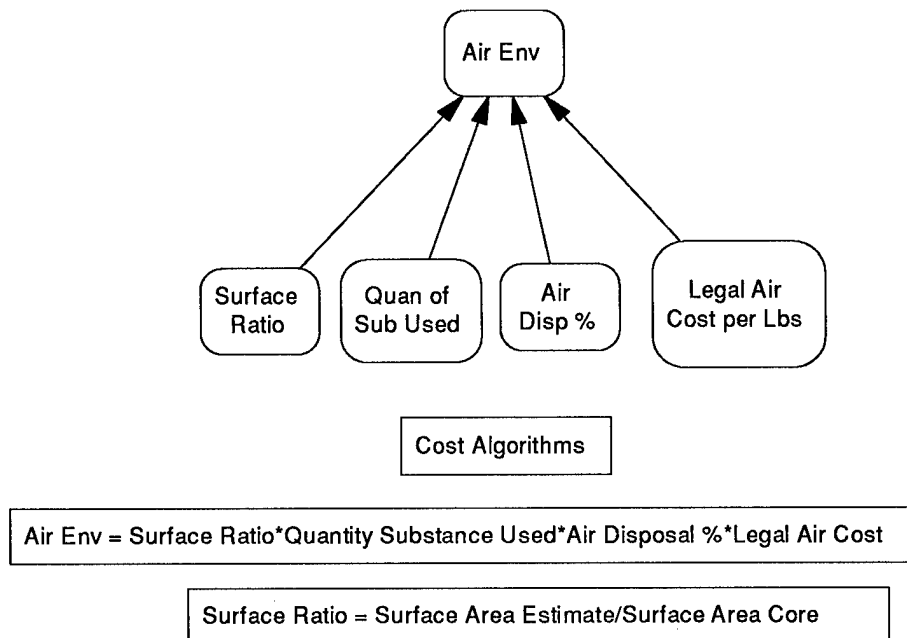 Air Env
Surface
Ratio
Quan of
Sub Used
Air
Disp %
Legal Air
Cost per Lbs
Cost Algorithms
Air Env = Surface Ratio*Quantity Substance Used*Air Disposal %*Legal Air Cost
Surface Ratio = Surface Area Estimate/Surface Area Core